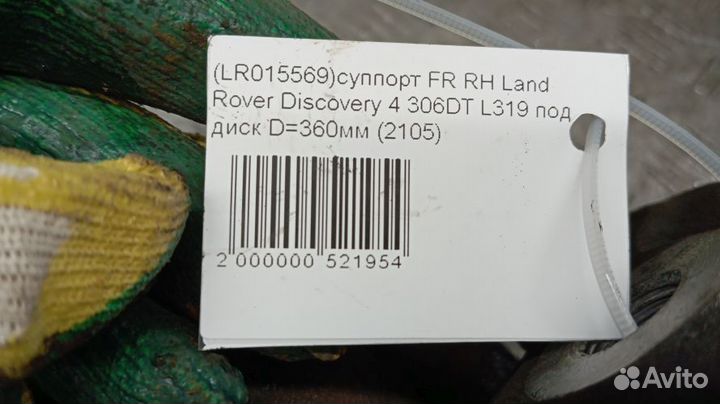 (LR015569)суппорт FR RH Land
Rover Discovery 4 306DT L319 под
диск D=360мм (2105)
2 000000 521954
Avito